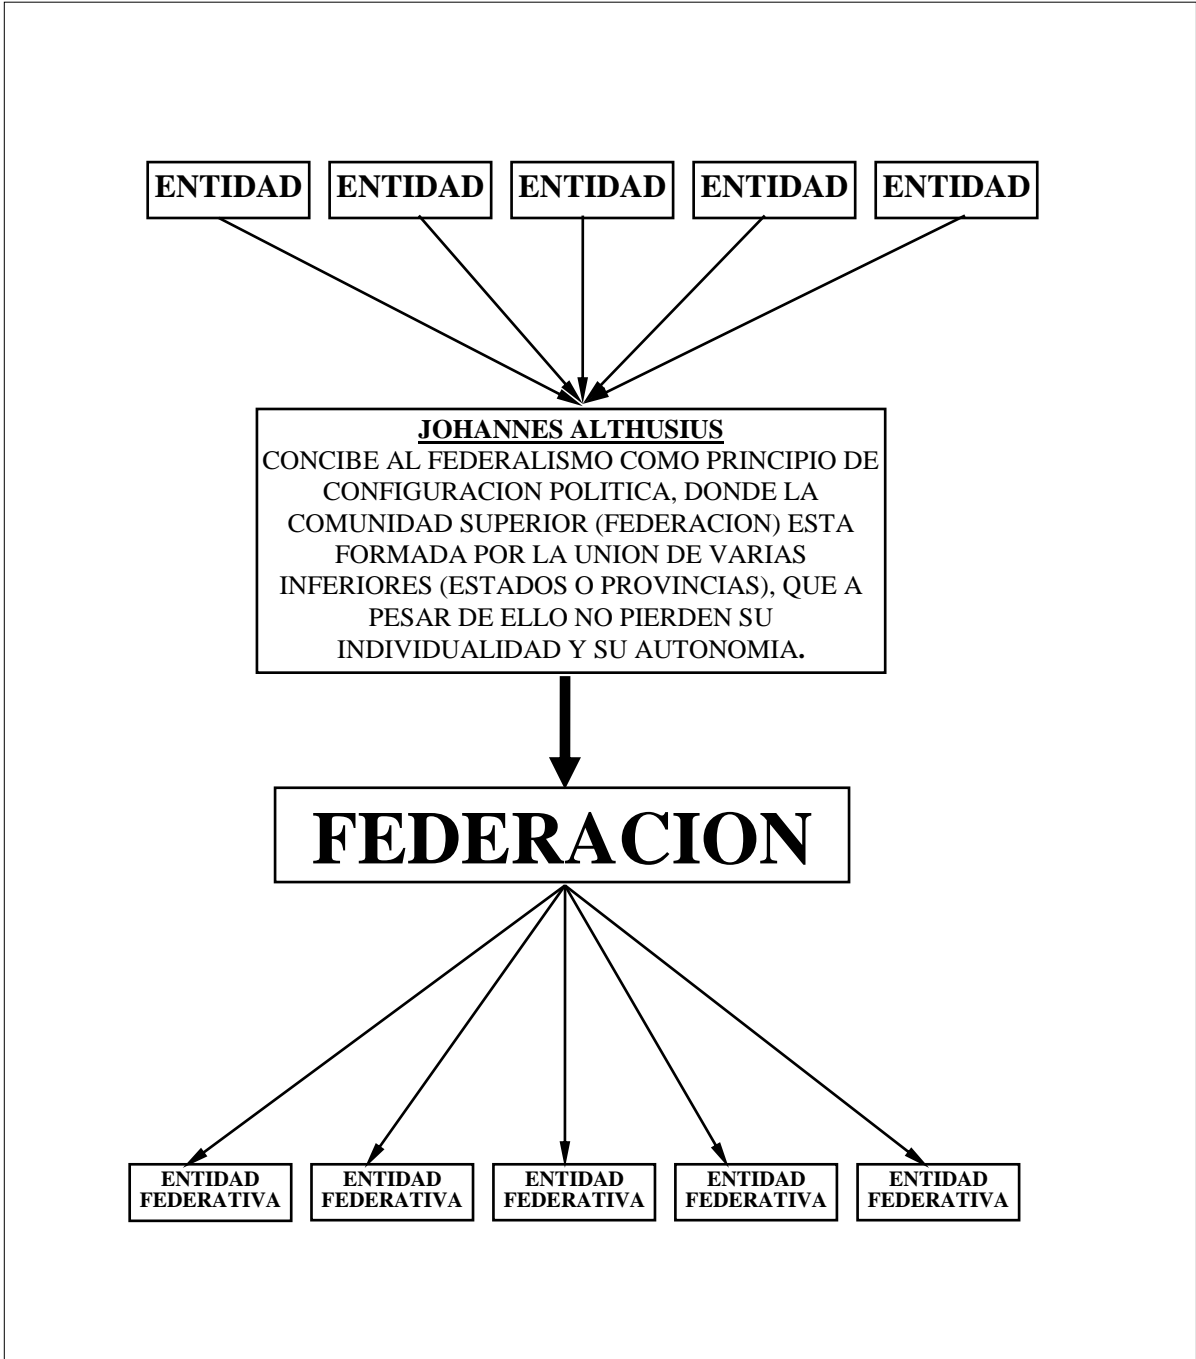 ENTIDAD ENTIDAD ENTIDAD ENTIDAD ENTIDAD
JOHANNES ALTHUSIUS
CONCIBE AL FEDERALISMO COMO PRINCIPIO DE
CONFIGURACION POLITICA, DONDE LA
COMUNIDAD SUPERIOR (FEDERACION) ESTA
FORMADA POR LA UNION DE VARIAS
INFERIORES (ESTADOS O PROVINCIAS), QUE A
PESAR DE ELLO NO PIERDEN SU
INDIVIDUALIDAD Y SU AUTONOMIA.
FEDERACION
ENTIDAD
FEDERATIVA
ENTIDAD
FEDERATIVA
ENTIDAD
FEDERATIVA
ENTIDAD
FEDERATIVA
ENTIDAD
FEDERATIVA